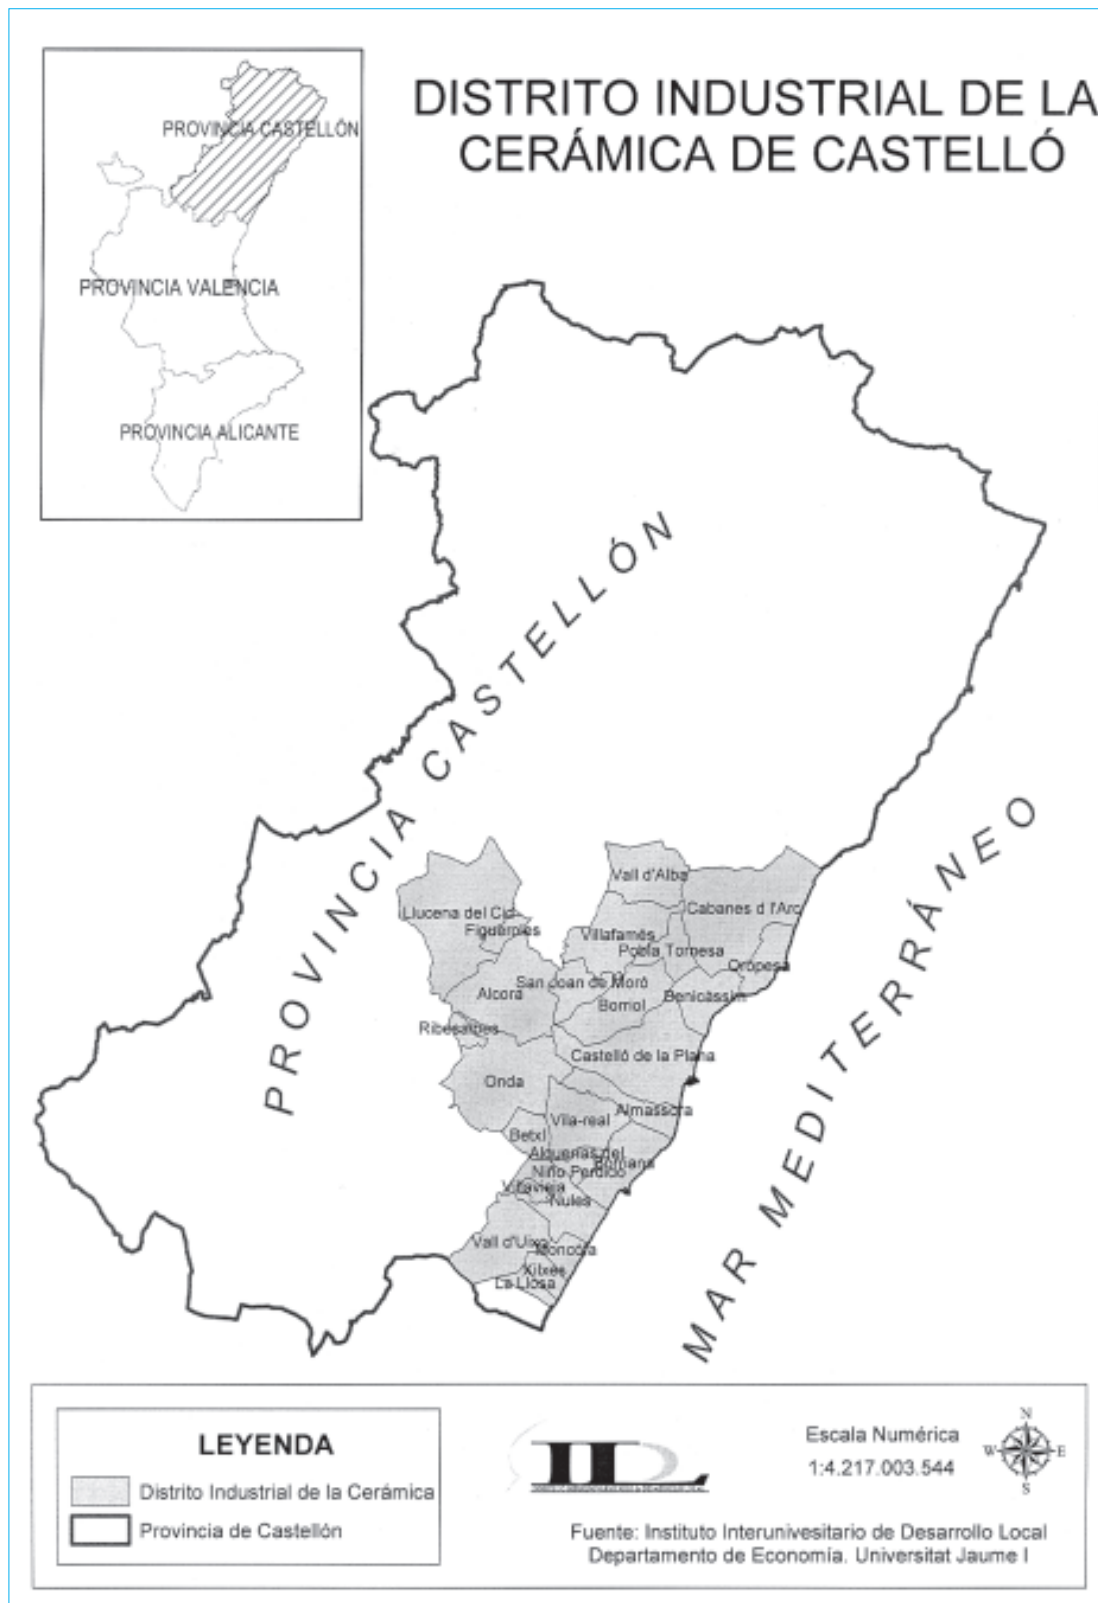 DISTRITO INDUSTRIAL DE LA
CERÁMICA DE CASTELLÓ
PROVINCIA CASTELLÓN
PROVINCIA VALENCIA
PROVINCIA ALICANTE
PROVINCIA CASTELLÓN
MAR MEDITERRÁNEO
Vall d'Alba
Llucena del Cid
Cabanes d l'Arc
Figueroles
Villafamés
Pobla Tornesa
Oropesa
San Joan de Moró
Alcora
Borriol
Benicàssim
Ribesalbes
Castelló de la Plana
Onda
Almassora
Vila-real
Betxí
Alquerias del
Niño Perdido
Borriana
Villavieja
Nules
Vall d'Uixo
Moncofa
Xilxes
La Llosa
LEYENDA
Distrito Industrial de la Cerámica
Provincia de Castellón
Escala Numérica
1:4.217.003.544
N
W
E
S
Fuente: Instituto Interunivesitario de Desarrollo Local
Departamento de Economía. Universitat Jaume I